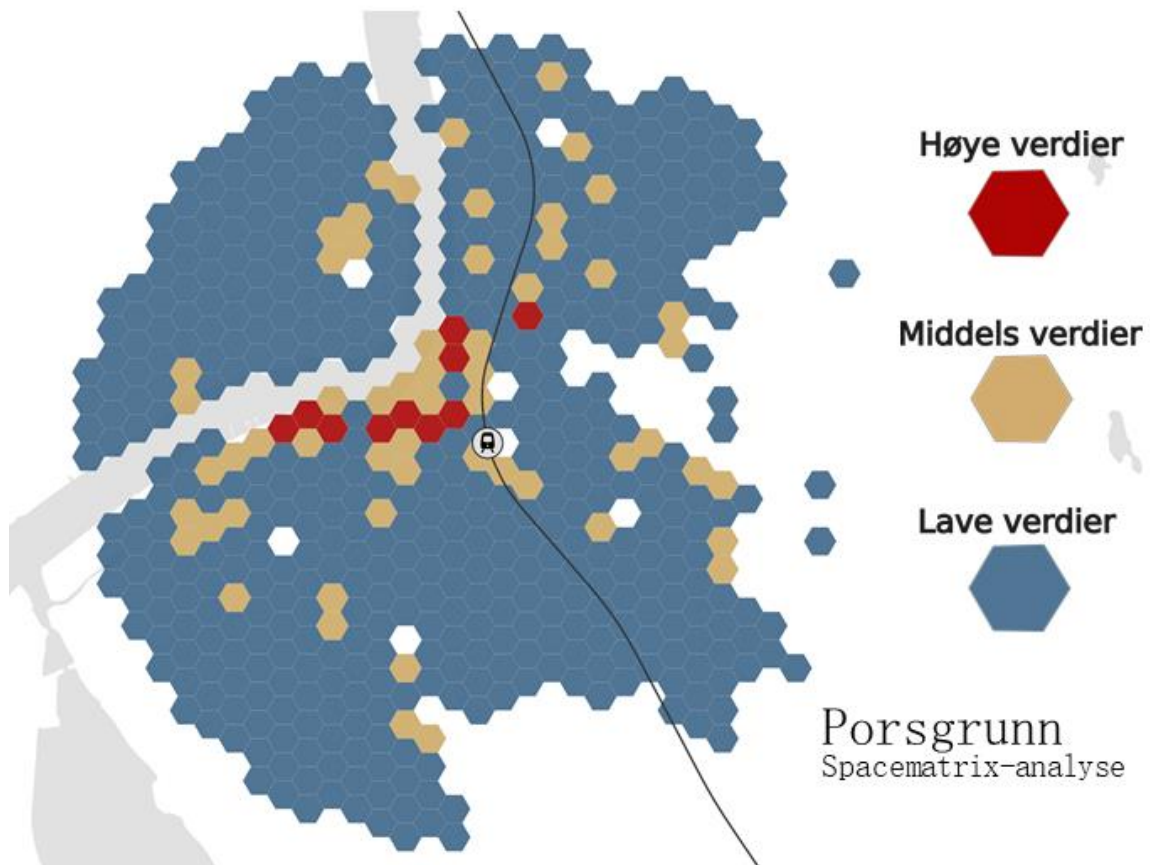 Høye verdier
Middels verdier
Lave verdier
Porsgrunn
Spacematrix-analyse